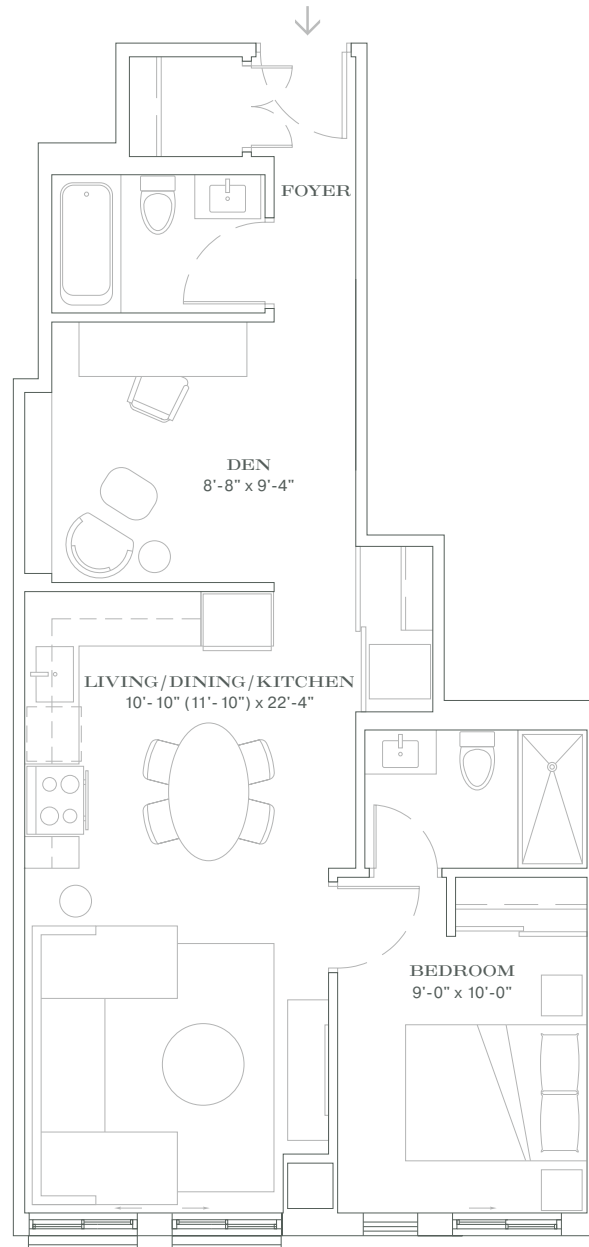 FOYER
DEN
8'-8" x 9'-4"
LIVING/DINING/KITCHEN
10'-10" (11'-10") x 22'-4"
BEDROOM
9'-0" x 10'-0"